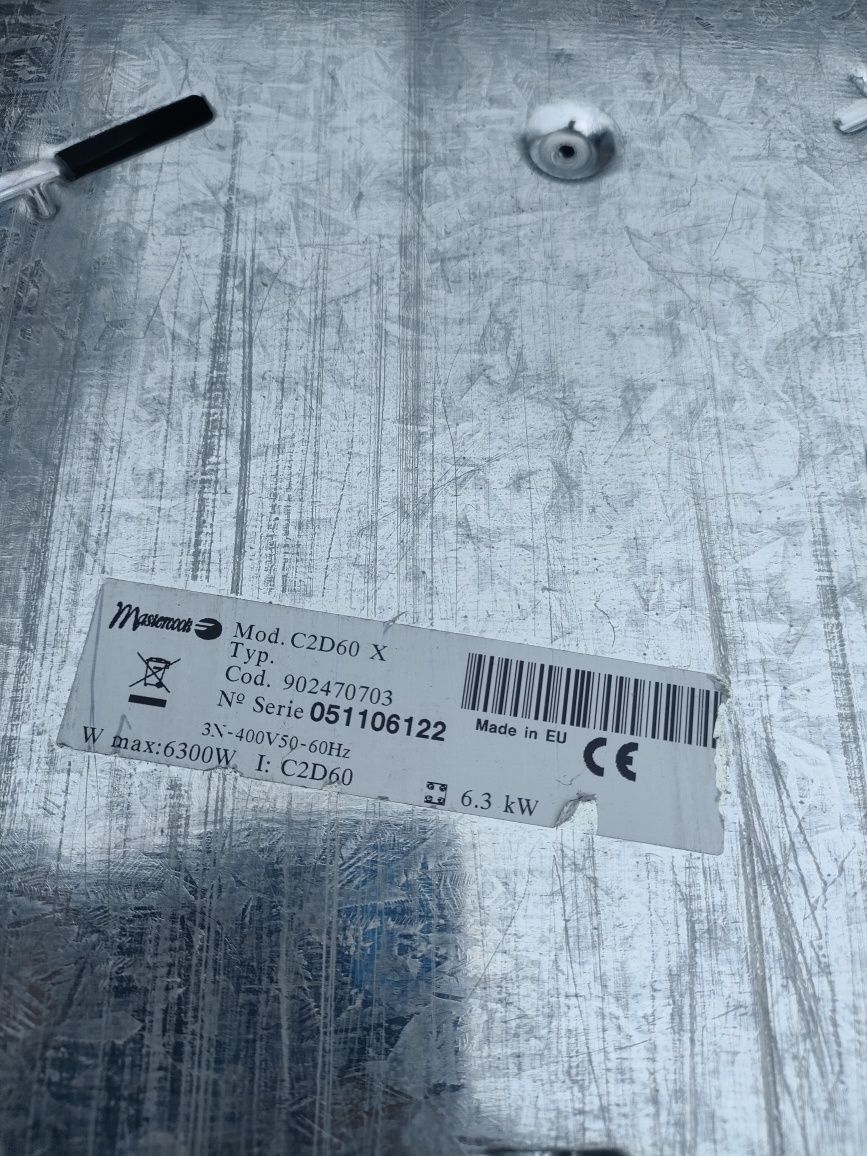 Mastercook
Mod. C2D60 X
Typ.
Cod. 902470703
Nº Serie 051106122
3N-400V50-60Hz
W max:6300W I: C2D60
Made in EU
CE
6.3 kW